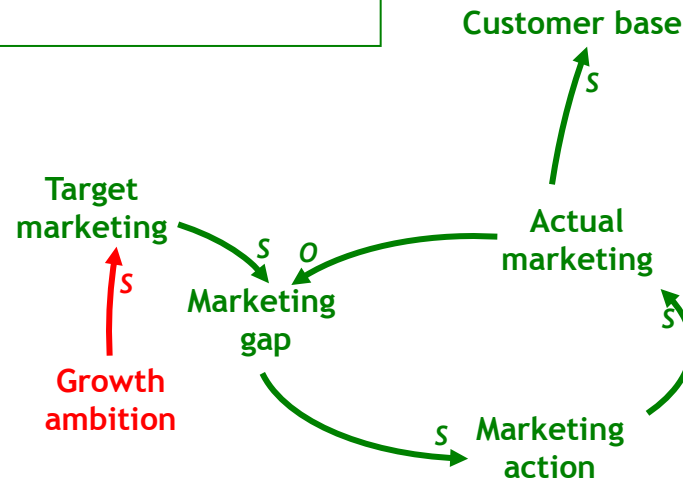 Customer base
S
Target
marketing
S
O
Actual
marketing
S
Marketing
gap
S
Growth
ambition
S
Marketing
action